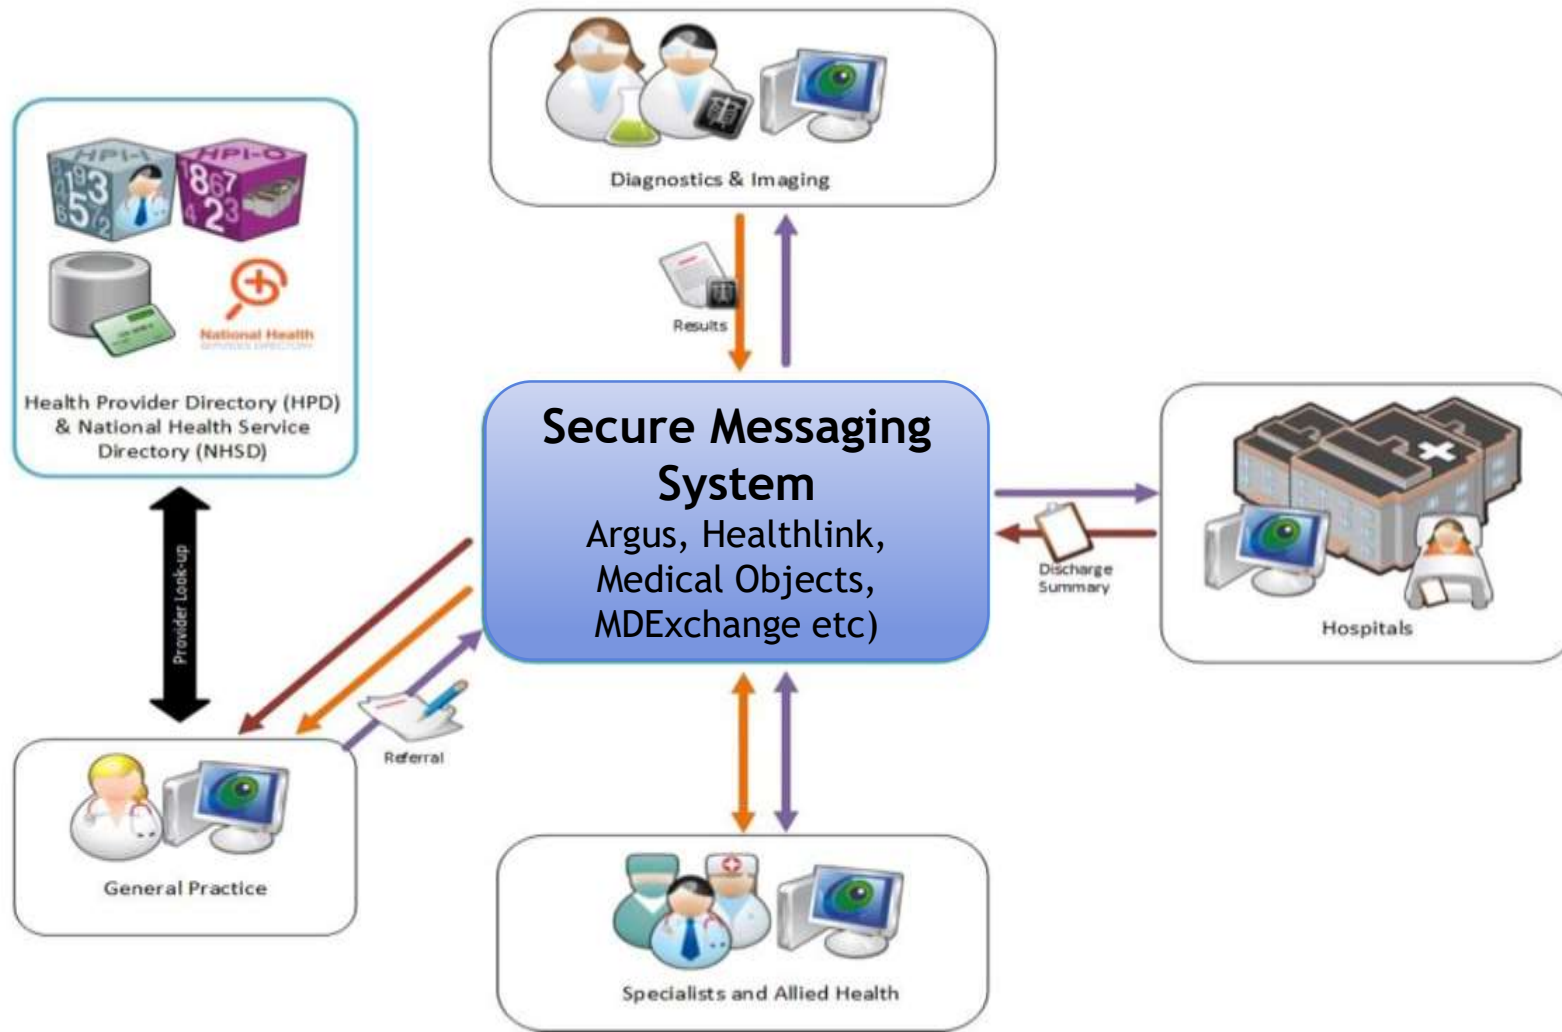 Diagnostics & Imaging
HPI-I
HPI-O
National Health
SERVICES DIRECTORY
Health Provider Directory (HPD)
& National Health Service
Directory (NHSD)
Results
Secure Messaging
System
Argus, Healthlink,
Medical Objects,
MDExchange etc)
Discharge
Summary
Hospitals
Provider Look-up
Referral
General Practice
Specialists and Allied Health